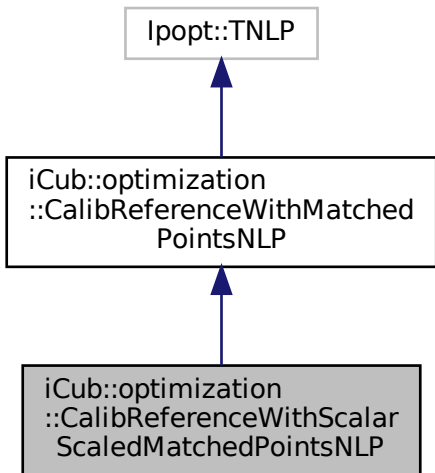 Ipopt::TNLP
iCub::optimization
::CalibReferenceWithMatched
PointsNLP
iCub::optimization
::CalibReferenceWithScalar
ScaledMatchedPointsNLP